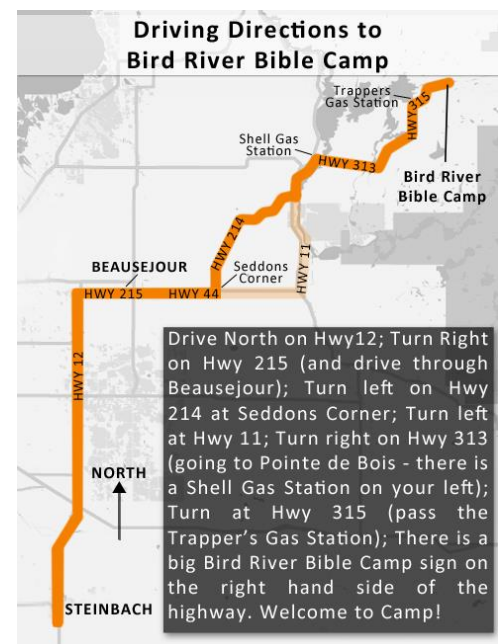 Driving Directions to
Bird River Bible Camp
Trappers
Gas Station
HWY 315
Shell Gas
Station
HWY 313
Bird River
Bible Camp
HWY 214
HWY 11
BEAUSEJOUR
Seddons
Corner
HWY 215
HWY 44
HWY 12
Drive North on Hwy12; Turn Right
on Hwy 215 (and drive through
Beausejour); Turn left on Hwy
214 at Seddons Corner; Turn left
at Hwy 11; Turn right on Hwy 313
(going to Pointe de Bois - there is
a Shell Gas Station on your left);
Turn at Hwy 315 (pass the
Trapper's Gas Station); There is a
big Bird River Bible Camp sign on
the right hand side of the
highway. Welcome to Camp!
NORTH
STEINBACH